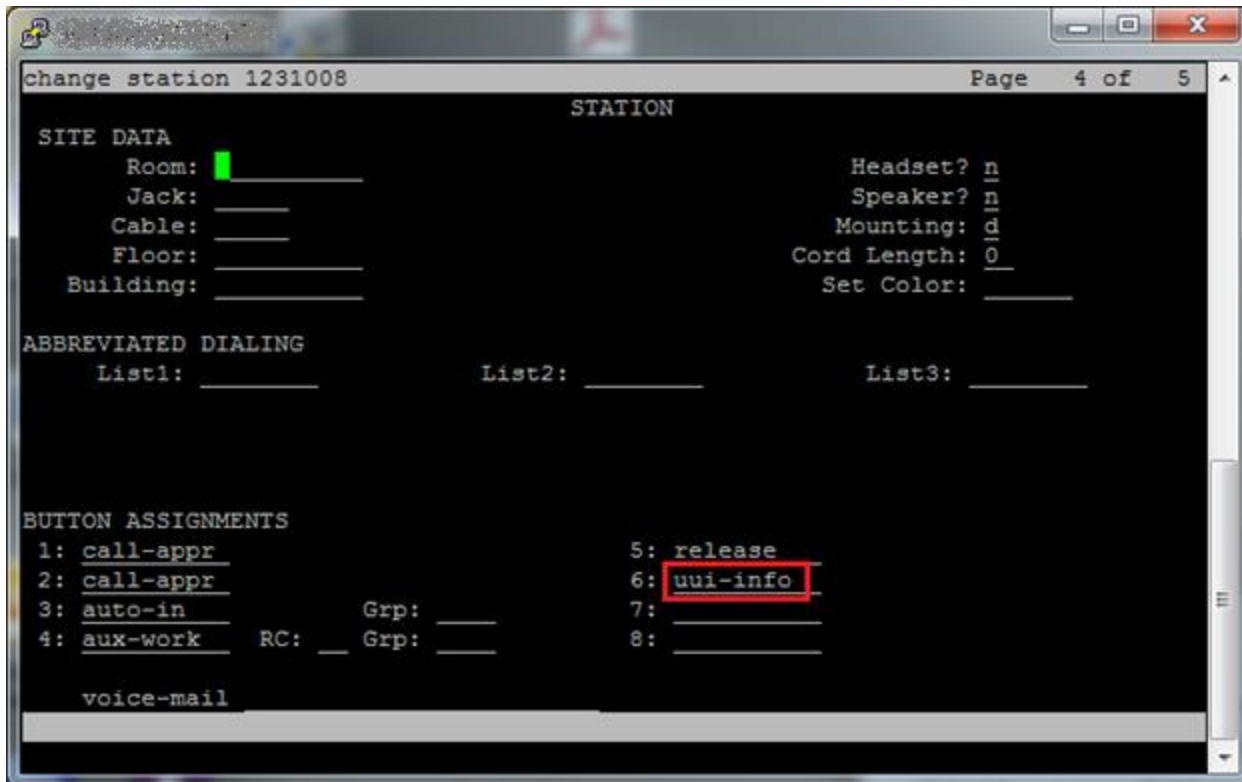 change station 1231008 Page 4 of 5
STATION
SITE DATA
Room: Headset? n
Jack: Speaker? n
Cable: Mounting: d
Floor: Cord Length: 0
Building: Set Color:
ABBREVIATED DIALING
List1: List2: List3:
BUTTON ASSIGNMENTS
1: call-appr 5: release
2: call-appr 6: uui-info
3: auto-in Grp: 7:
4: aux-work RC: Grp: 8:
voice-mail